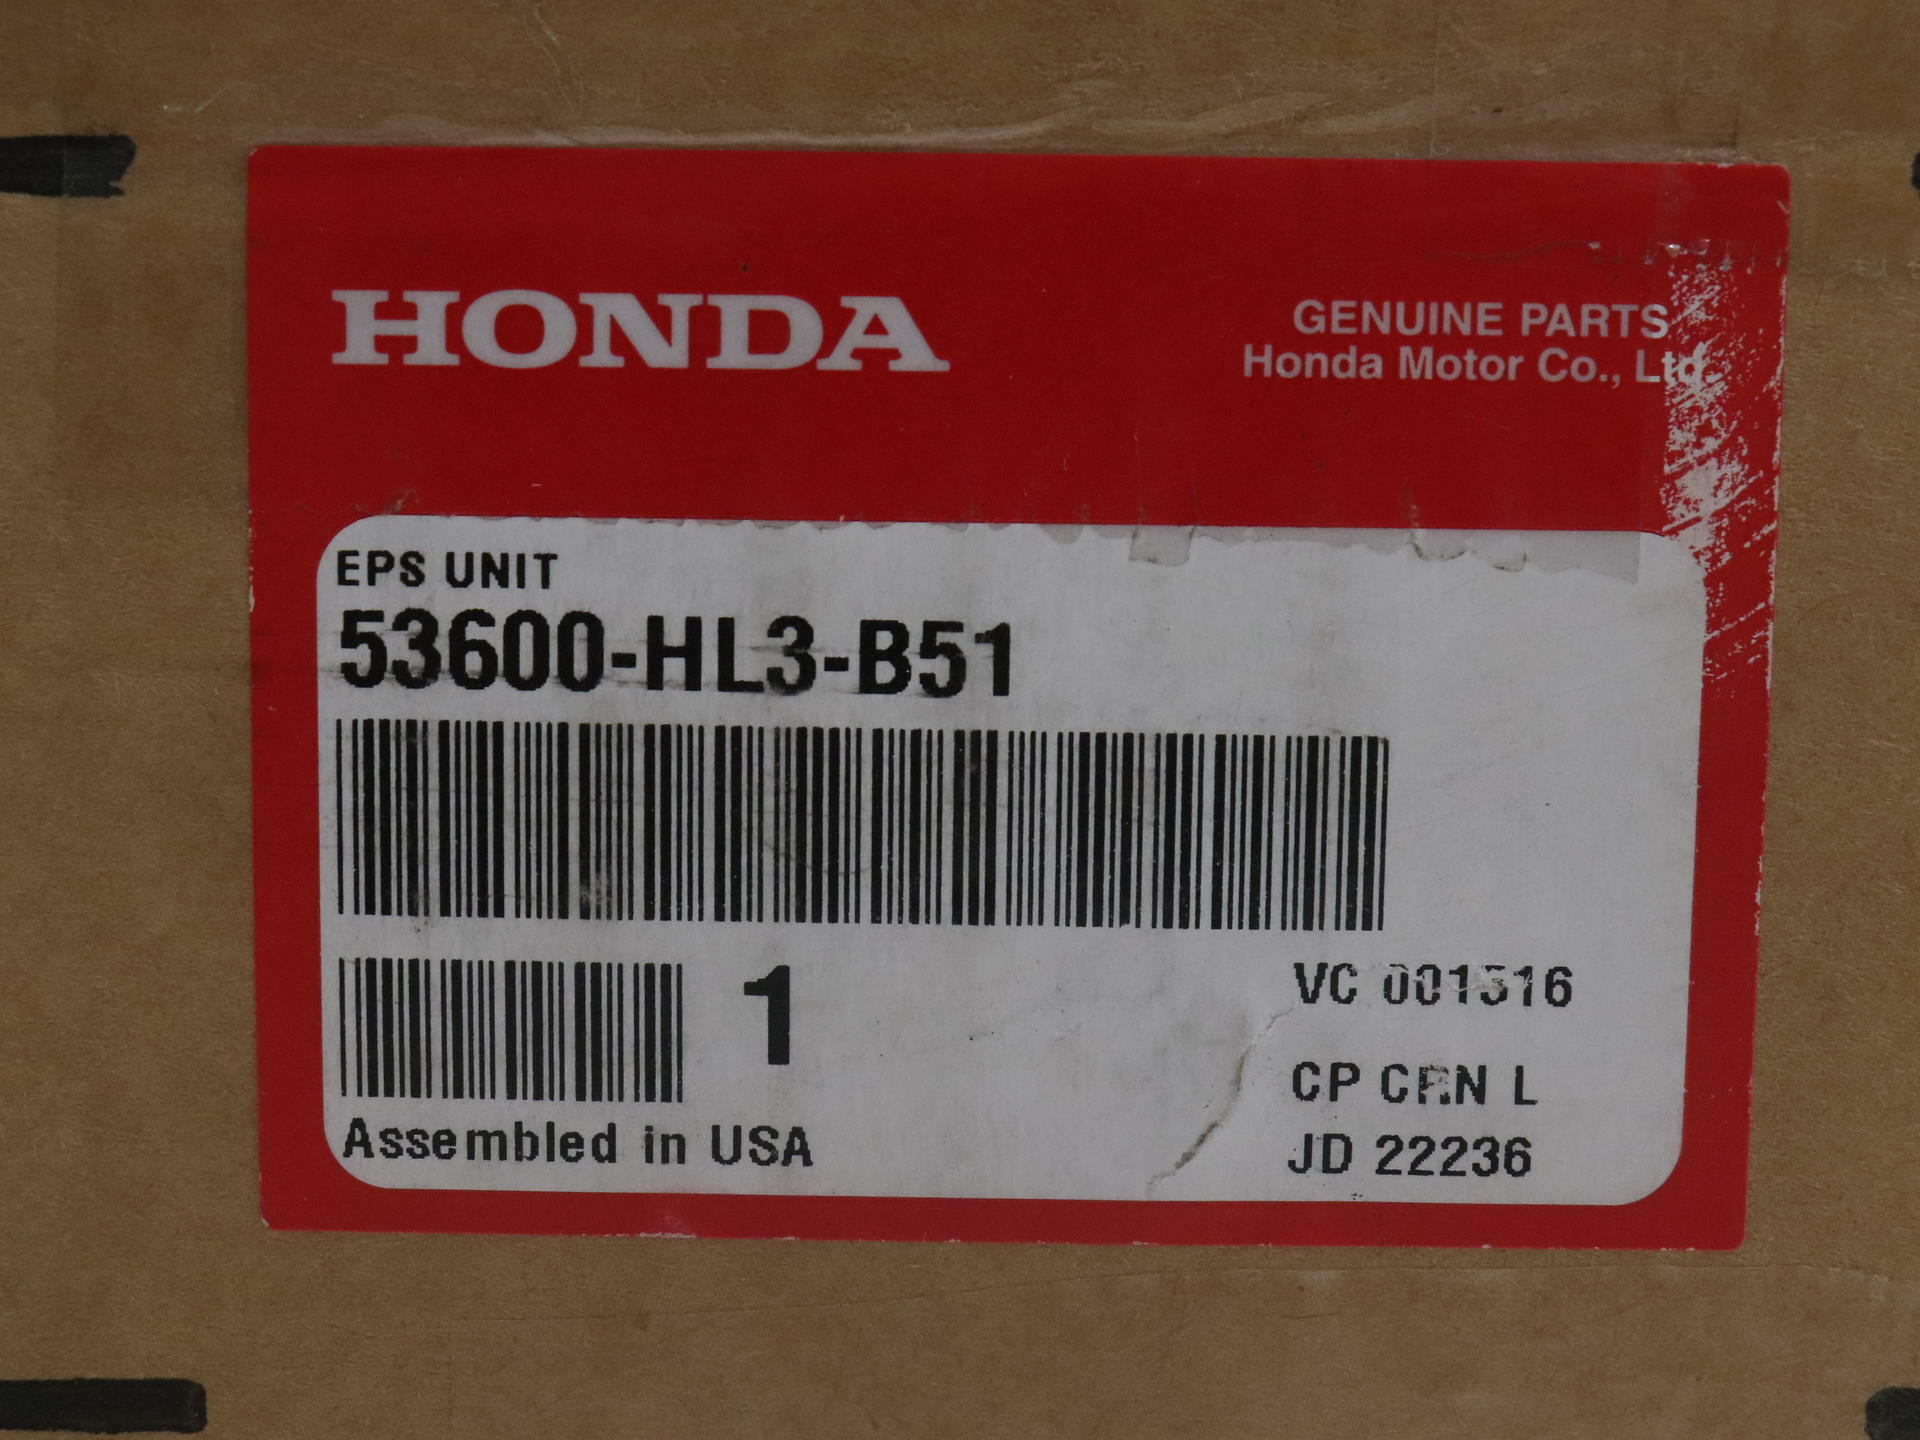 HONDA
GENUINE PARTS
Honda Motor Co., Ltd.
EPS UNIT
53600-HL3-B51
1
VC 001516
CP CRN L
Assembled in USA
JD 22236